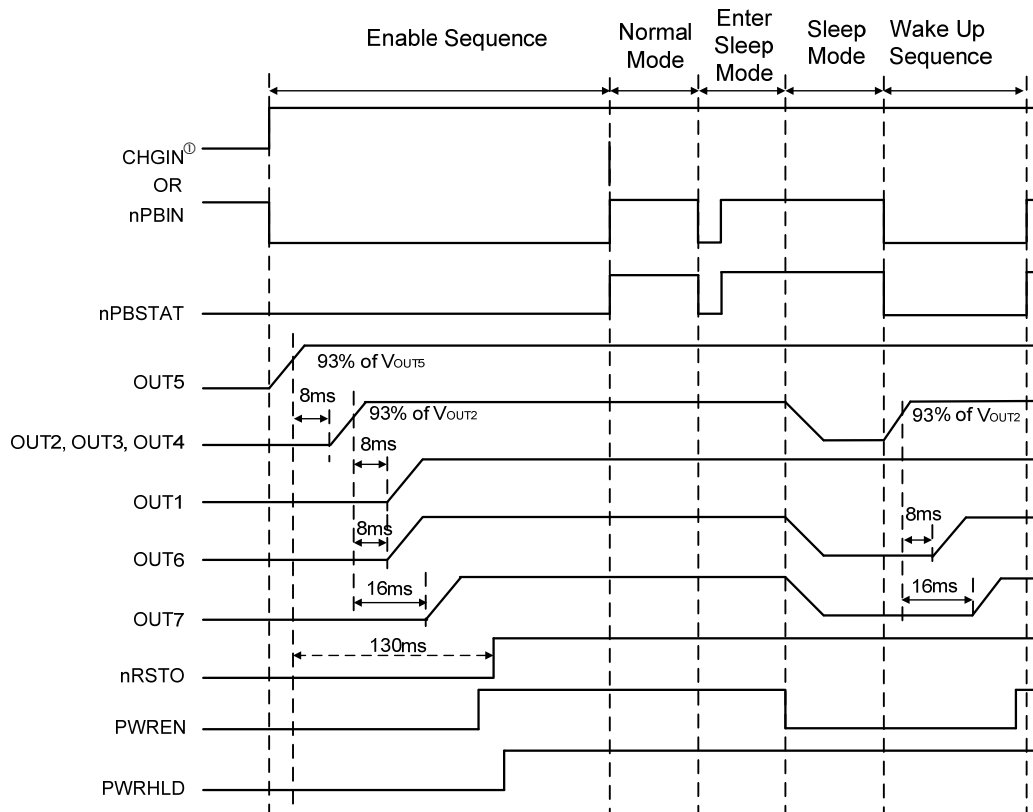 Enable Sequence
Normal
Mode
Enter
Sleep
Mode
Sleep
Mode
Wake Up
Sequence
CHGIN①
OR
nPBIN
nPBSTAT
93% of VOUT5
OUT5
8ms
93% of VOUT2
93% of VOUT2
OUT2, OUT3, OUT4
8ms
OUT1
8ms
8ms
OUT6
16ms
16ms
OUT7
130ms
nRSTO
PWREN
PWRHLD